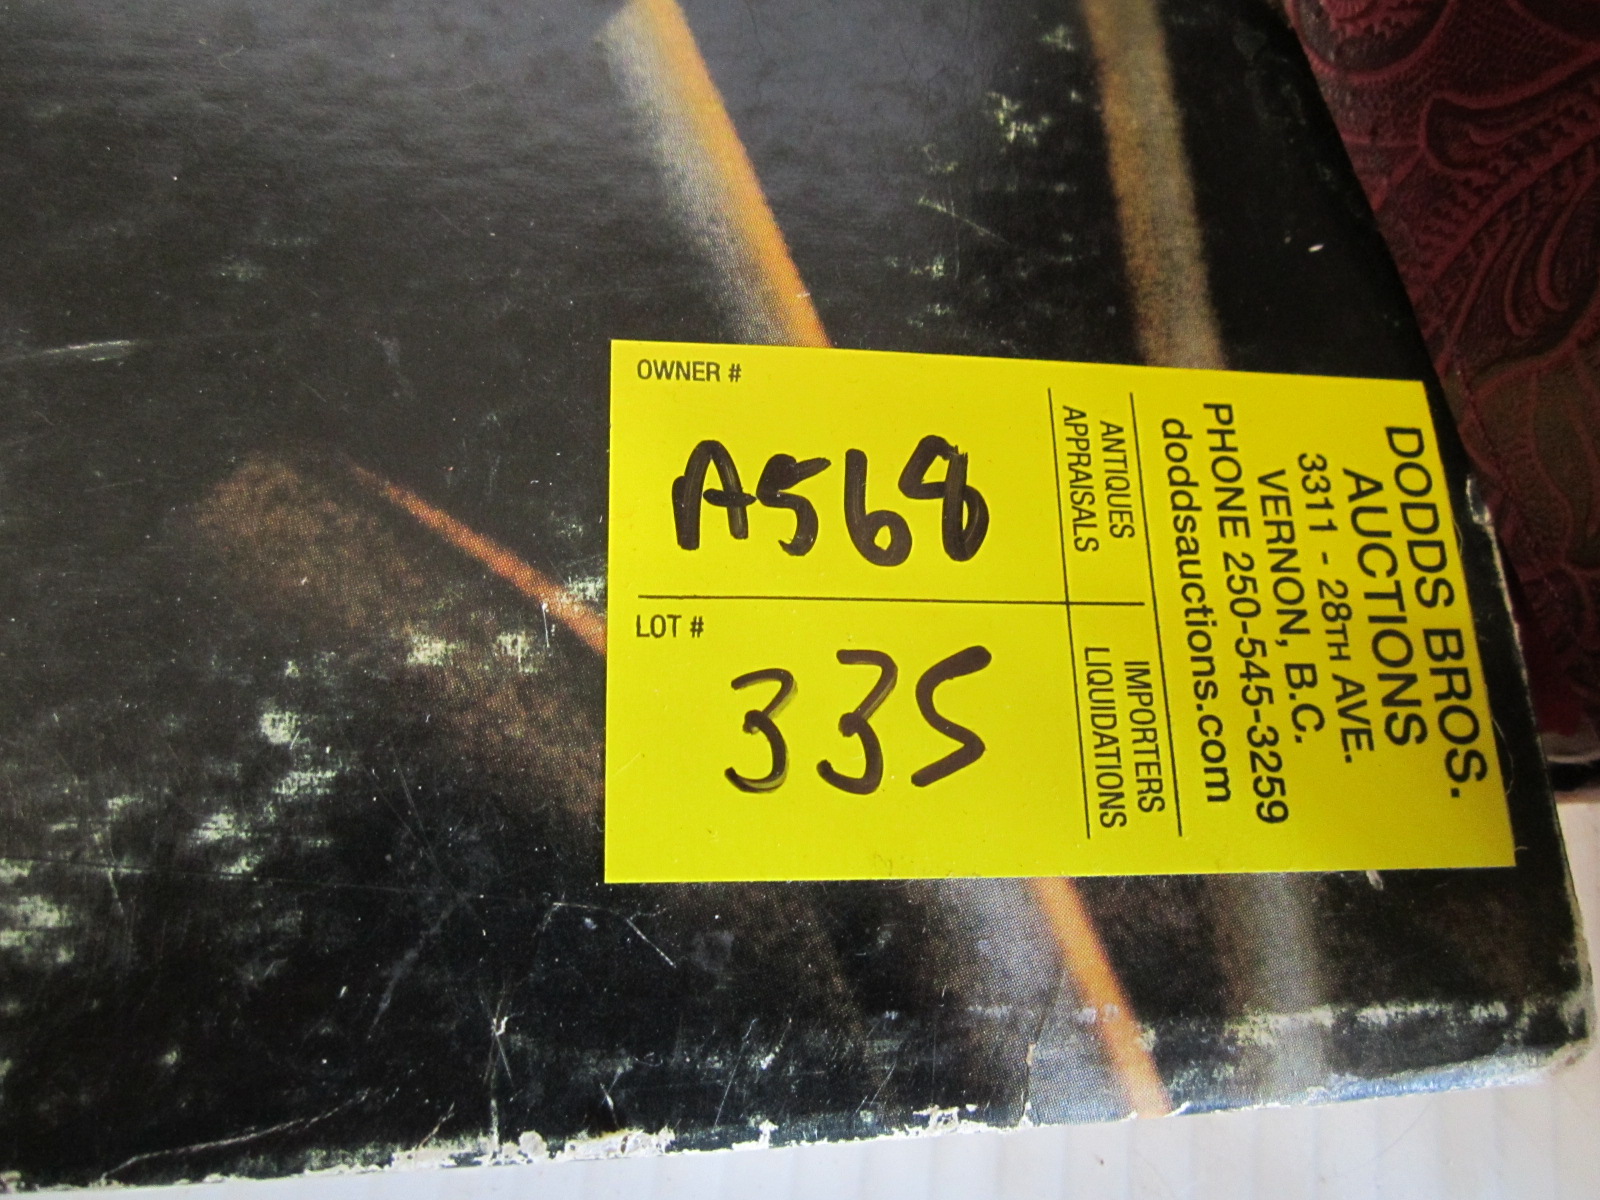 DODDS BROS.
AUCTIONS
3311 - 28TH AVE.
VERNON, B.C.
PHONE 250-545-3259
doddsauctions.com
ANTIQUES
APPRAISALS
IMPORTERS
LIQUIDATIONS
OWNER #
A568
LOT #
335